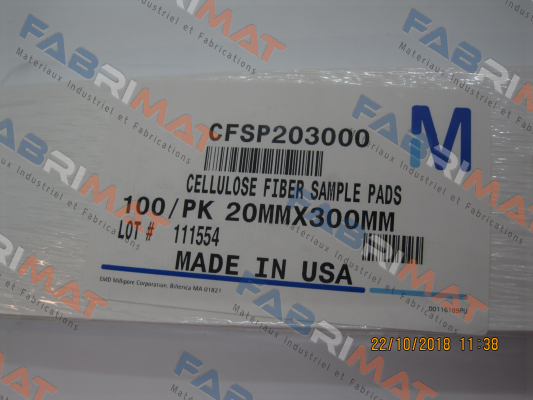 CFSP203000
M
CELLULOSE FIBER SAMPLE PADS
100/PK 20MMX300MM
LOT # 111554
MADE IN USA
EMD Millipore Corporation, Billerica MA 01821
00116189PU
22/10/2018 11:38
FABRIMAT
Materiaux Industriel et Fabrications